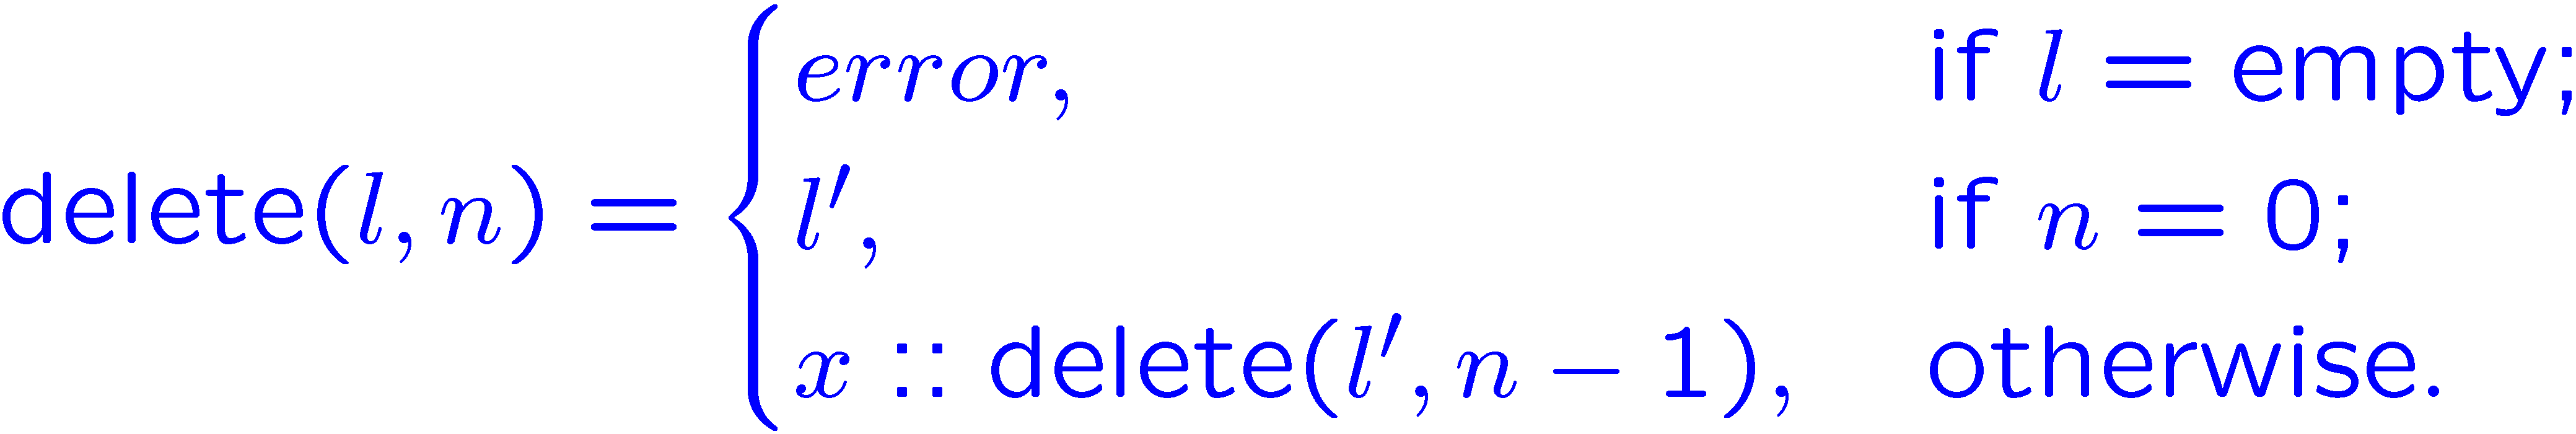 error, if l = empty;
delete(l, n) = { l′, if n = 0;
x :: delete(l′, n − 1), otherwise.